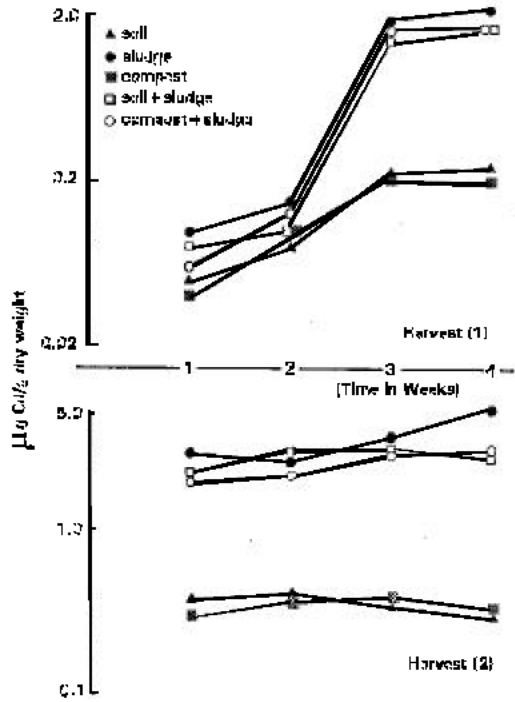 2.0
soil
sludge
compost
soil + sludge
compost + sludge
0.2
0.02
Harvest (1)
1 2 3 4
(Time in Weeks)
µg Cd/g dry weight
5.0
1.0
0.1
Harvest (2)